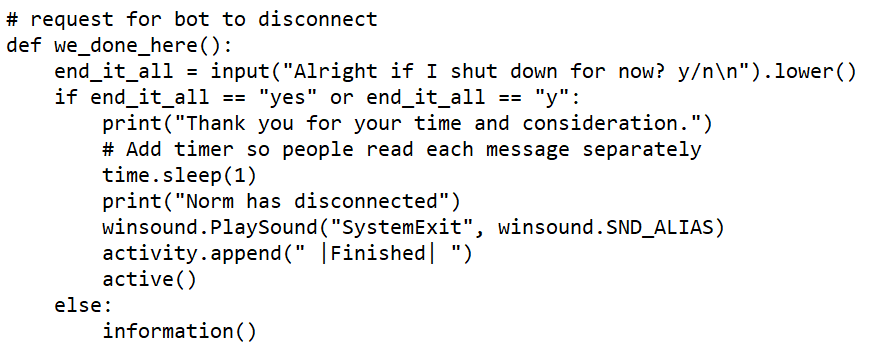 # request for bot to disconnect
def we_done_here():
    end_it_all = input("Alright if I shut down for now? y/n\n").lower()
    if end_it_all == "yes" or end_it_all == "y":
        print("Thank you for your time and consideration.")
        # Add timer so people read each message separately
        time.sleep(1)
        print("Norm has disconnected")
        winsound.PlaySound("SystemExit", winsound.SND_ALIAS)
        activity.append(" |Finished| ")
        active()
    else:
        information()